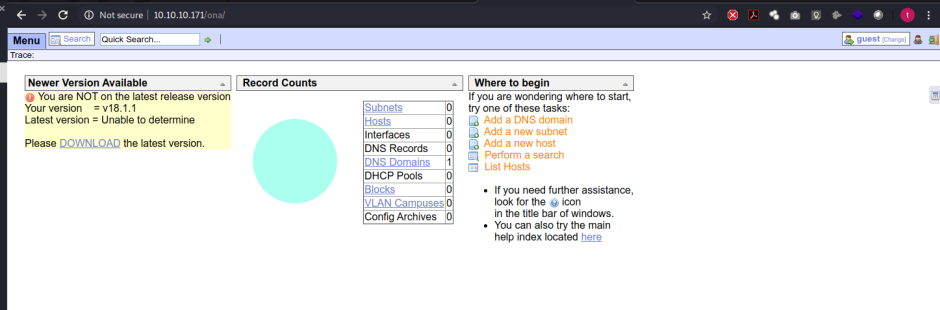 Not secure | 10.10.10.171/ona/
t
Menu Search Quick Search... guest [Change]
Trace:
Newer Version Available
You are NOT on the latest release version
Your version = v18.1.1
Latest version = Unable to determine
Please DOWNLOAD the latest version.
Record Counts
Subnets 0
Hosts 0
Interfaces 0
DNS Records 0
DNS Domains 1
DHCP Pools 0
Blocks 0
VLAN Campuses 0
Config Archives 0
Where to begin
If you are wondering where to start,
try one of these tasks:
Add a DNS domain
Add a new subnet
Add a new host
Perform a search
List Hosts
If you need further assistance,
look for the ? icon
in the title bar of windows.
You can also try the main
help index located here